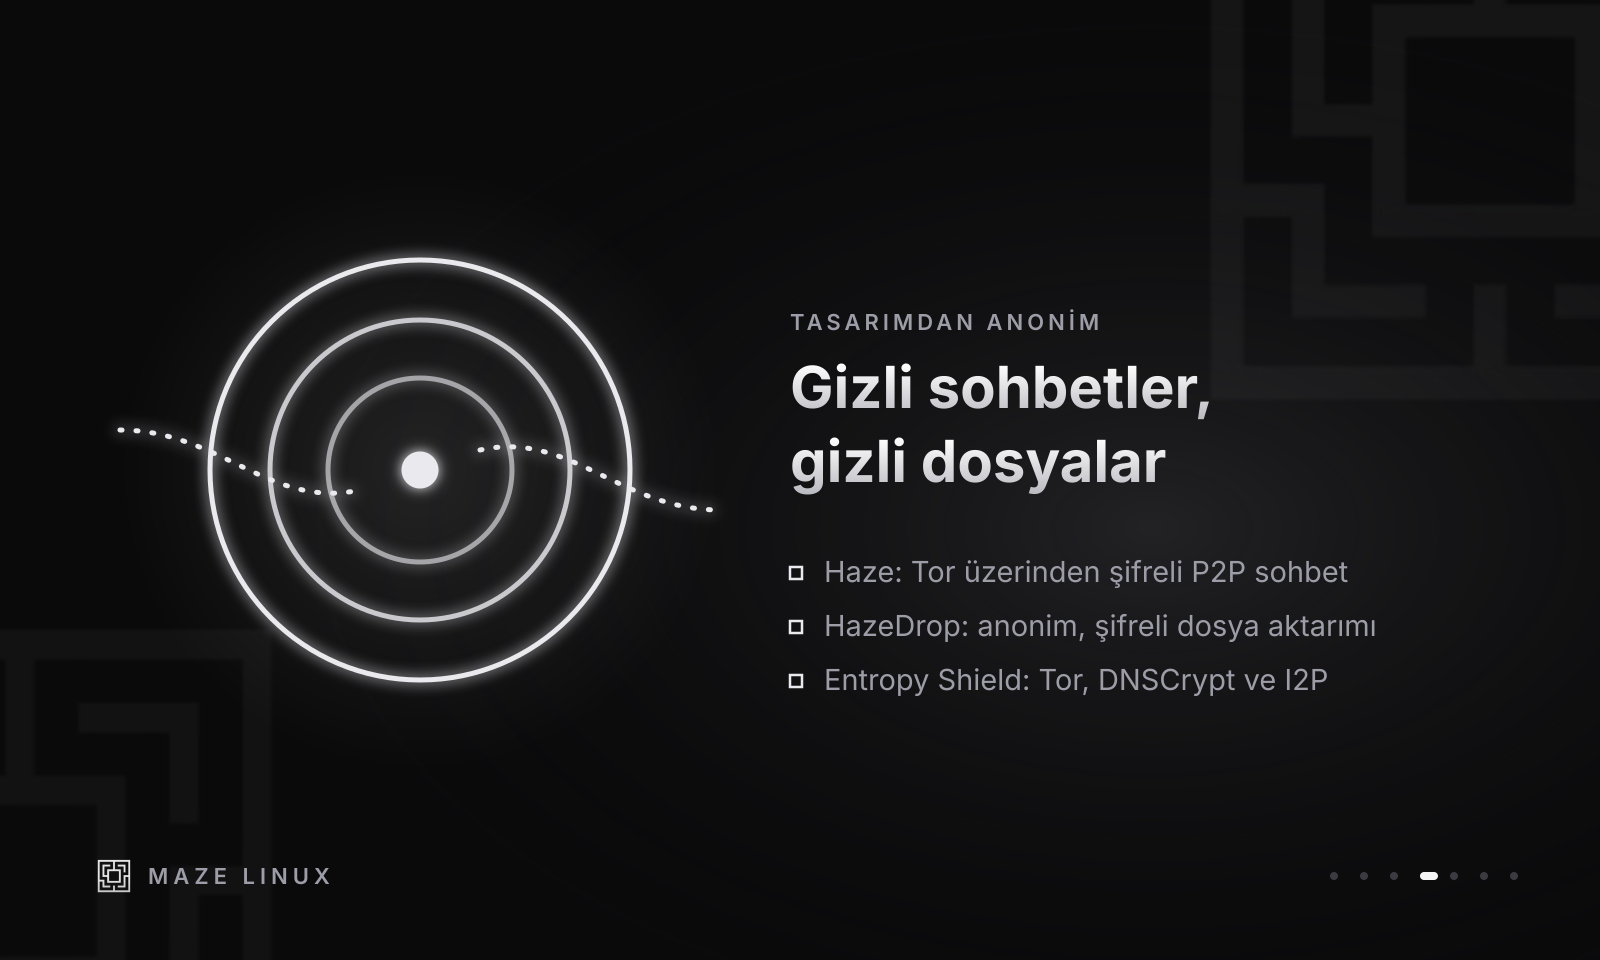 TASARIMDAN ANONİM
Gizli sohbetler,
gizli dosyalar
Haze: Tor üzerinden şifreli P2P sohbet
HazeDrop: anonim, şifreli dosya aktarımı
Entropy Shield: Tor, DNSCrypt ve I2P
MAZE LINUX